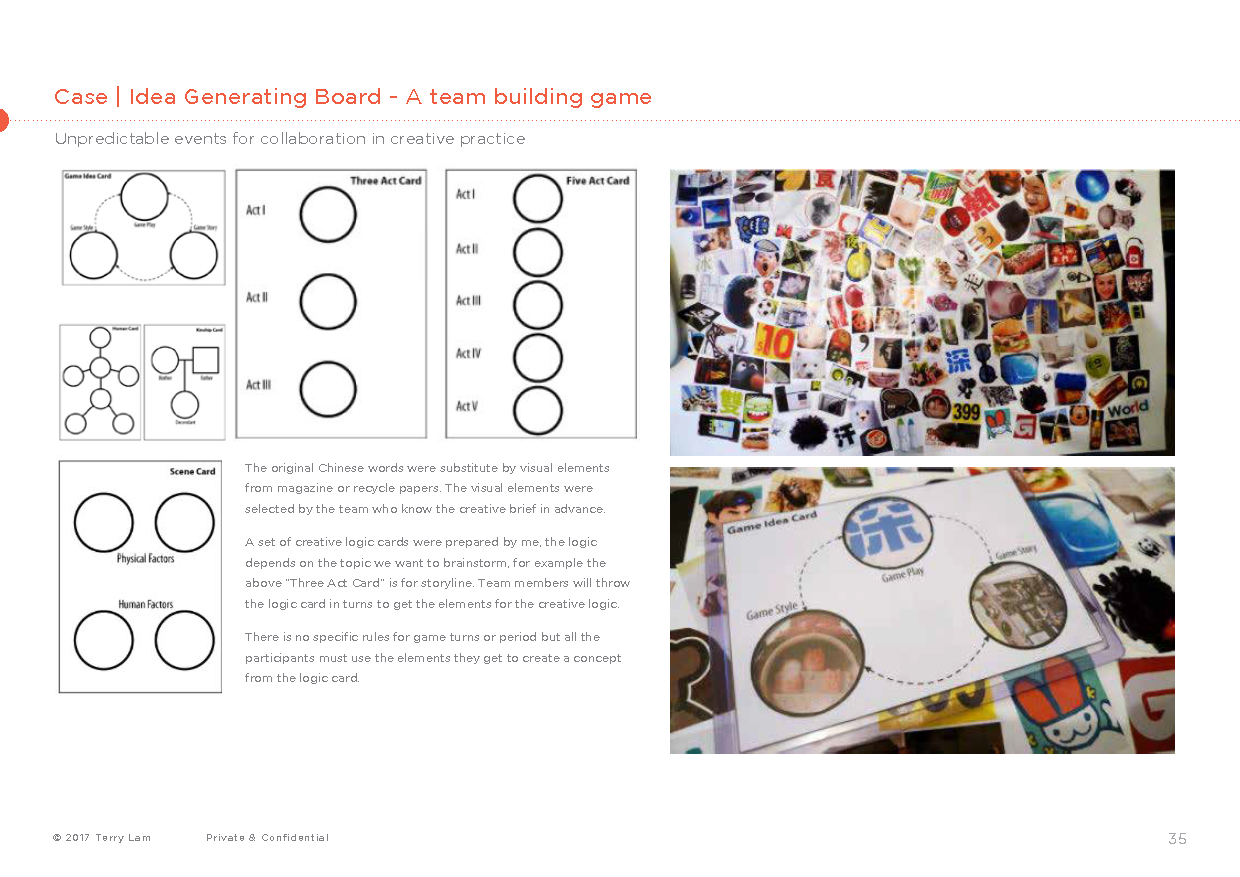 Case | Idea Generating Board - A team building game
Unpredictable events for collaboration in creative practice
Game Idea Card
Game Play
Game Style
Game Story
Three Act Card
Act I
Act II
Act III
Five Act Card
Act I
Act II
Act III
Act IV
Act V
Human Card
Kinship Card
Mother
Father
Decendant
Scene Card
Physical Factors
Human Factors
The original Chinese words were substitute by visual elements
from magazine or recycle papers. The visual elements were
selected by the team who know the creative brief in advance.
A set of creative logic cards were prepared by me, the logic
depends on the topic we want to brainstorm, for example the
above "Three Act Card" is for storyline. Team members will throw
the logic card in turns to get the elements for the creative logic.
There is no specific rules for game turns or period but all the
participants must use the elements they get to create a concept
from the logic card.
10
深
雙
399
汗
G
World
Game Idea Card
深
Game Play
Game Story
Game Style
G
© 2017 Terry Lam
Private & Confidential
35